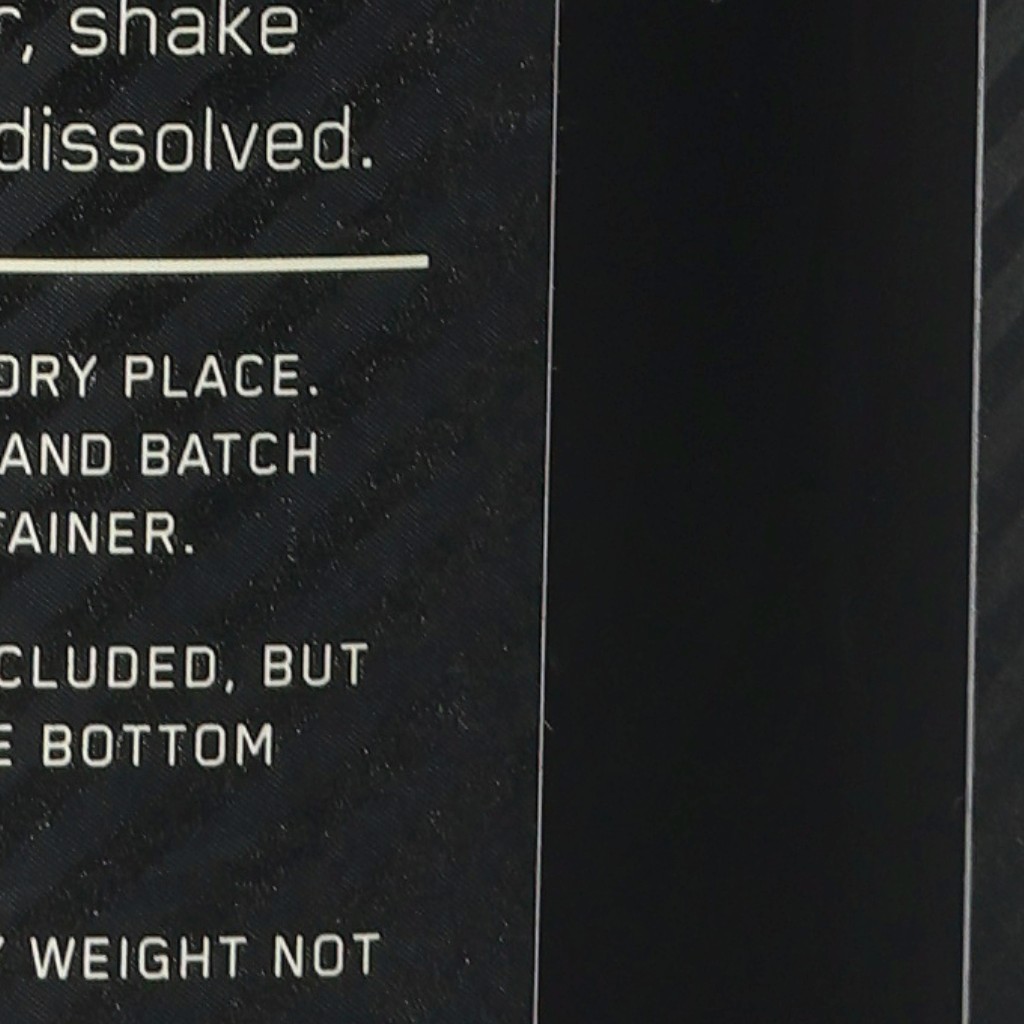 , shake
dissolved.
DRY PLACE.
AND BATCH
TAINER.
CLUDED, BUT
E BOTTOM
WEIGHT NOT